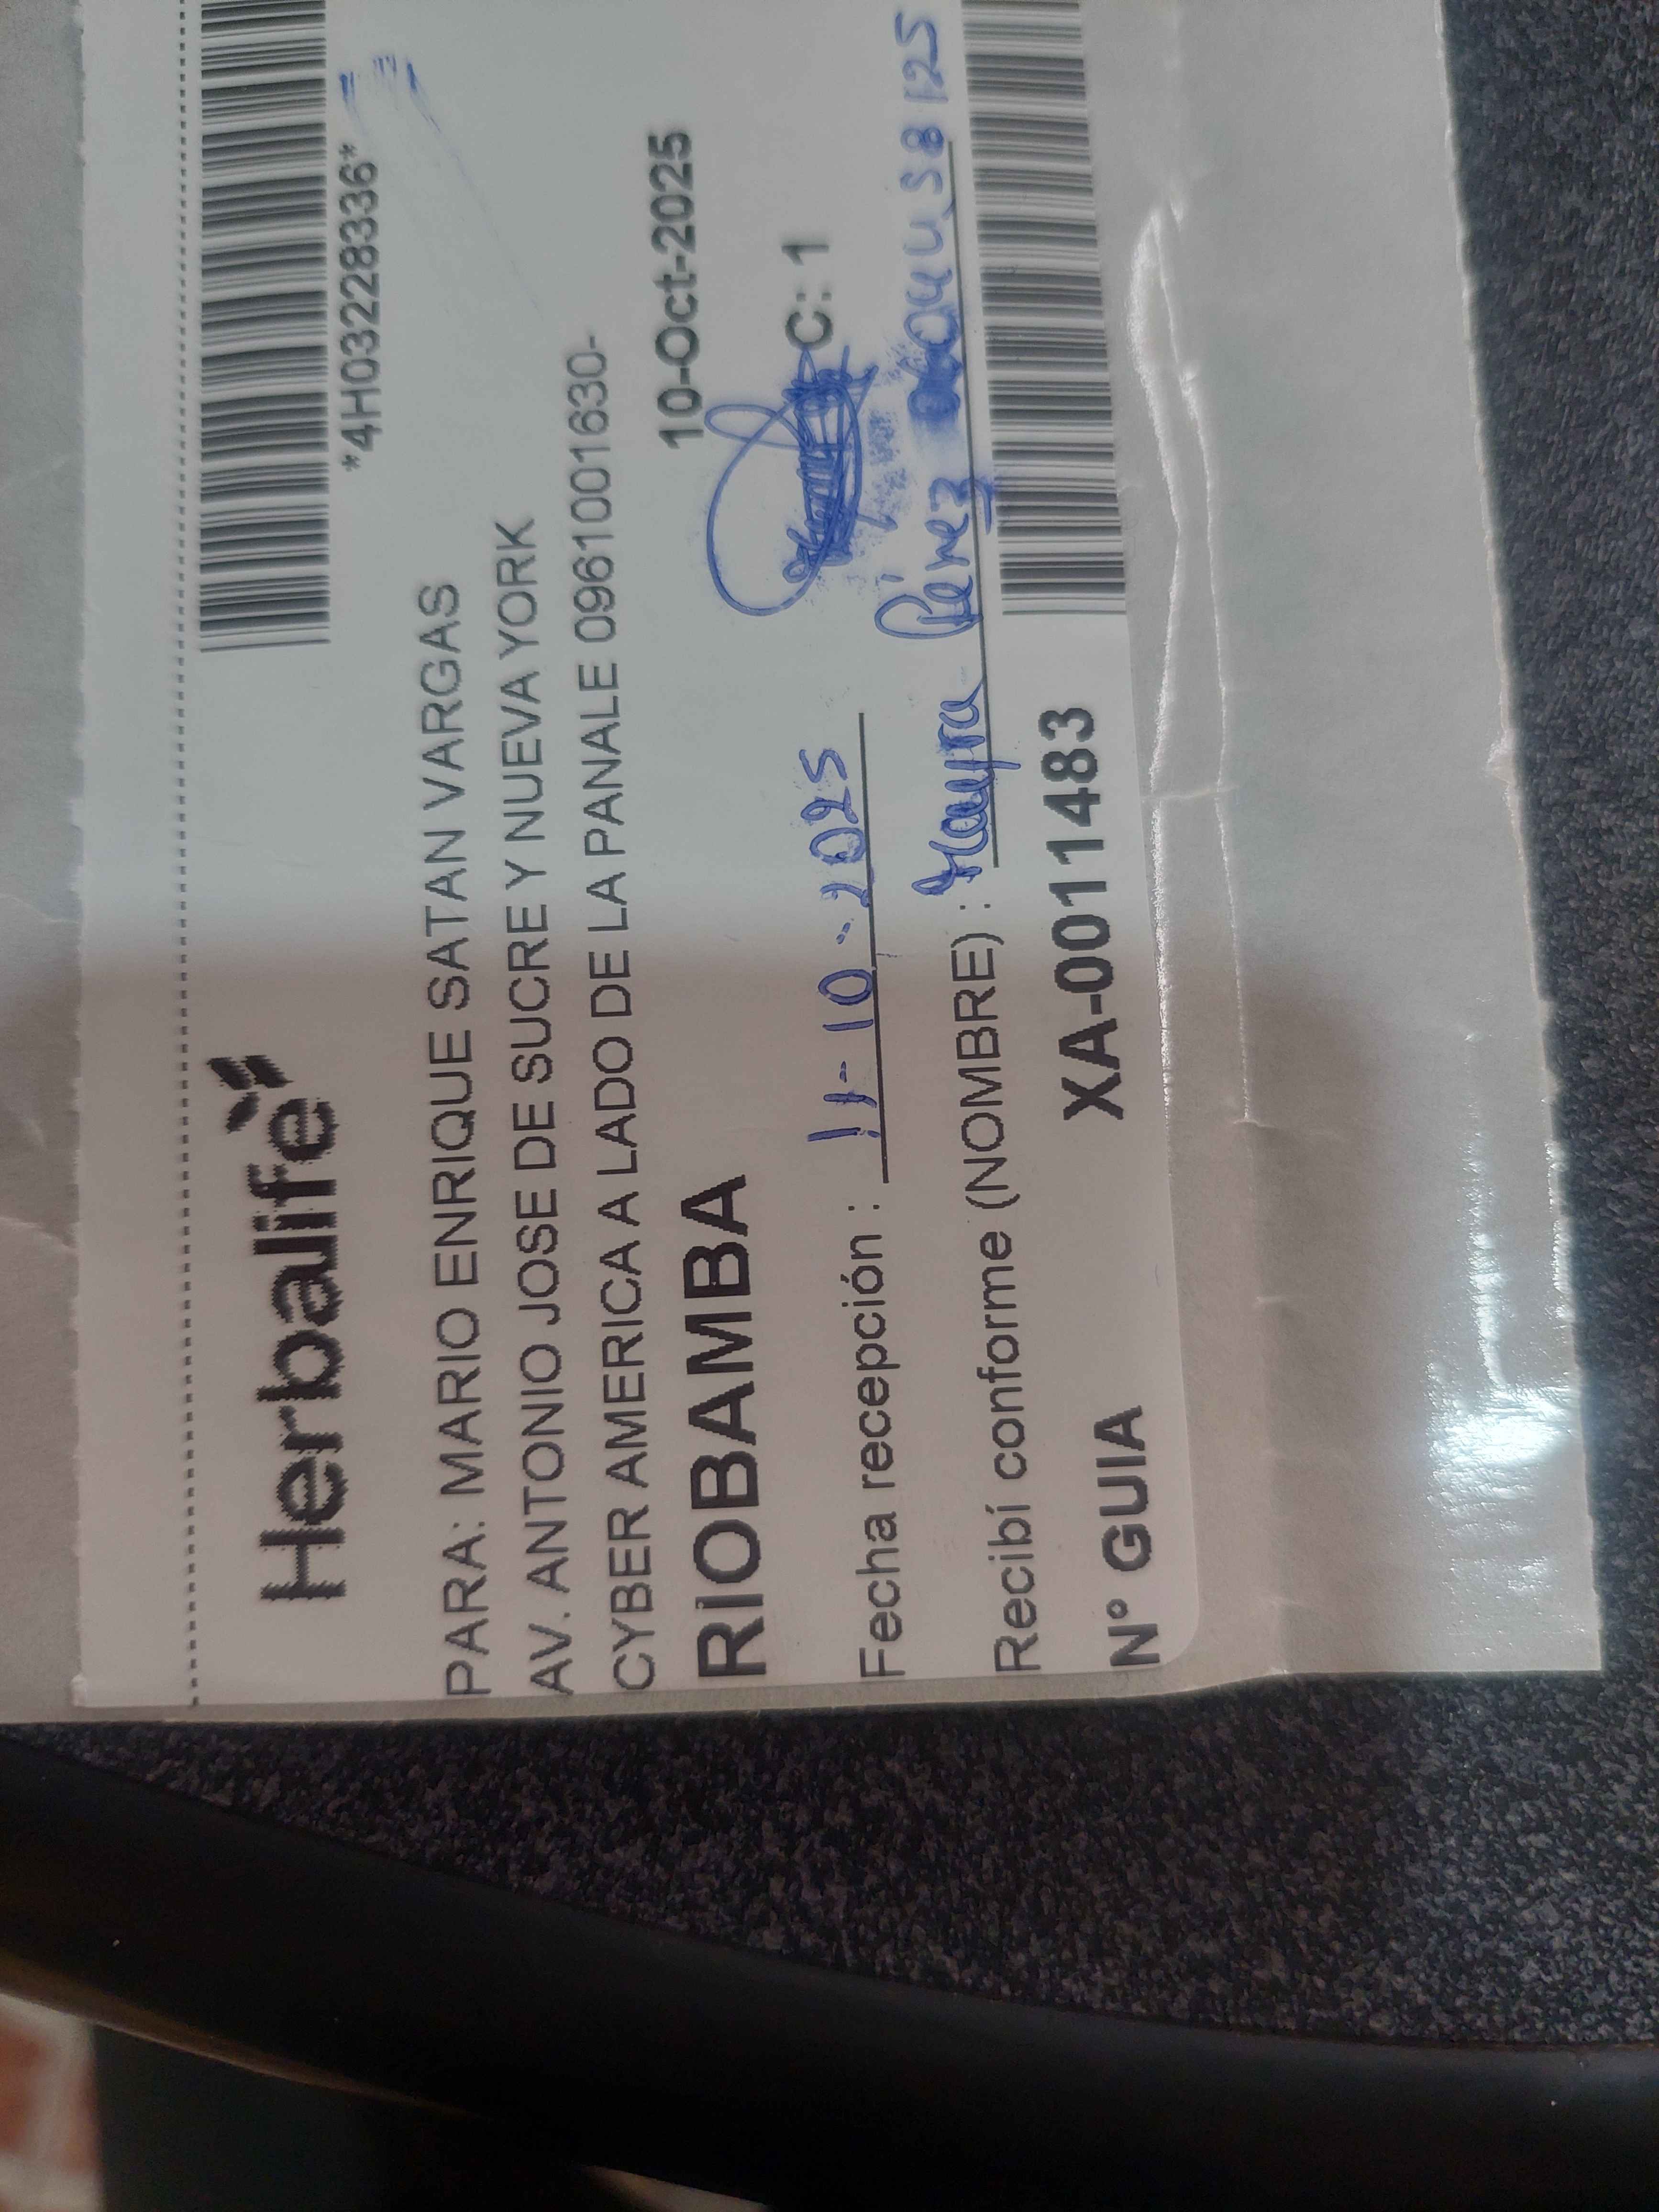 Herbalife
*4H03228336*
PARA: MARIO ENRIQUE SATAN VARGAS
AV. ANTONIO JOSE DE SUCRE Y NUEVA YORK
CYBER AMERICA A LADO DE LA PANALE 0961001630-
RIOBAMBA 10-Oct-2025
C: 1
Fecha recepción : 11-10-2025
Recibí conforme (NOMBRE) : Mayra Pérez
N° GUIA XA-0011483